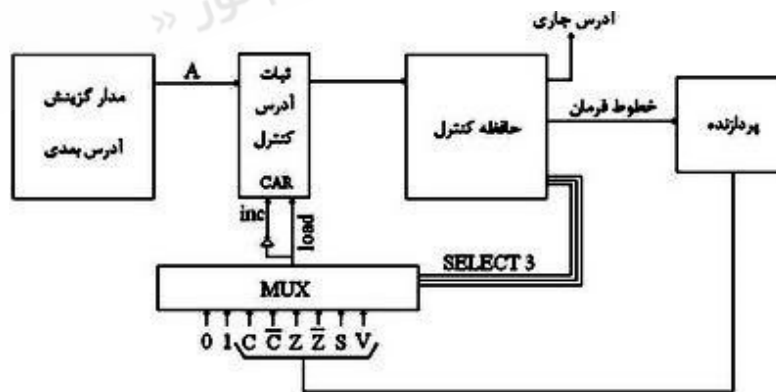 نور »
آدرس جاری
مدار گزینش
آدرس بعدی
A
ثبات
آدرس
کنترل
CAR
حافظه کنترل
خطوط فرمان
پردازنده
inc
load
SELECT 3
MUX
0 1 C C̅ Z Z̅ S V